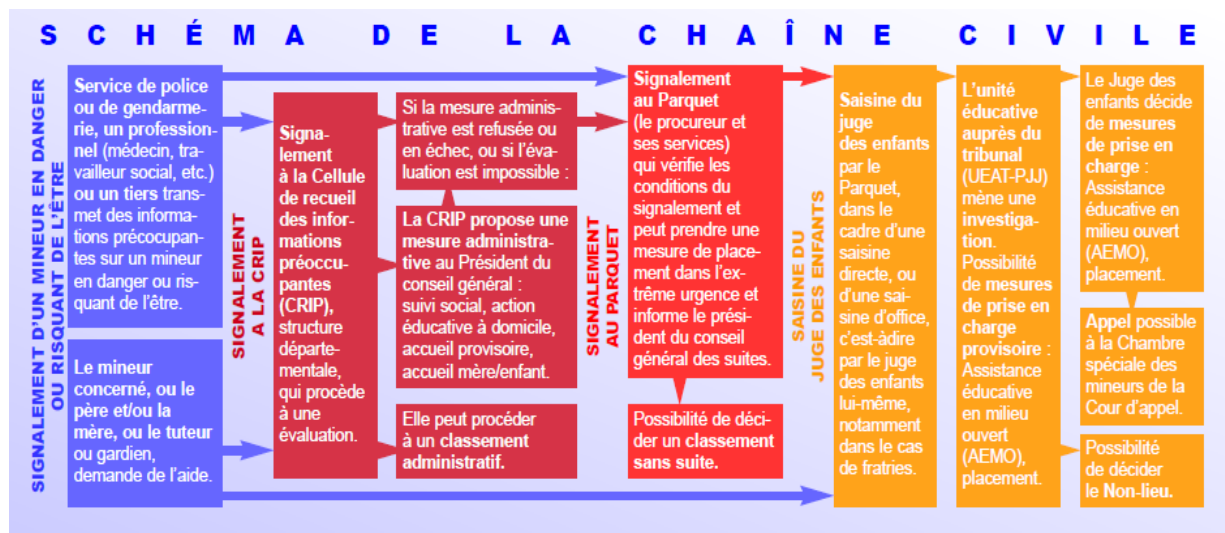 SCHÉMA DE LA CHAÎNE CIVILE
SIGNALEMENT D'UN MINEUR EN DANGER
OU RISQUANT DE L'ÊTRE
Service de police
ou de gendarme-
rie, un profession-
nel (médecin, tra-
vailleur social, etc.)
ou un tiers trans-
met des informa-
tions préocupan-
tes sur un mineur
en danger ou ris-
quant de l'être.
Le mineur
concerné, ou le
père et/ou la
mère, ou le tuteur
ou gardien,
demande de l'aide.
SIGNALEMENT
A LA CRIP
Signa-
lement
à la Cellule
de recueil
des infor-
mations
préoccu-
pantes
(CRIP),
structure
départe-
mentale,
qui procède
à une
évaluation.
Si la mesure adminis-
trative est refusée ou
en échec, ou si l'éva-
luation est impossible :
La CRIP propose une
mesure administra-
tive au Président du
conseil général :
suivi social, action
éducative à domicile,
accueil provisoire,
accueil mère/enfant.
Elle peut procéder
à un classement
administratif.
SIGNALEMENT
AU PARQUET
Signalement
au Parquet
(le procureur et
ses services)
qui vérifie les
conditions du
signalement et
peut prendre une
mesure de place-
ment dans l'ex-
trême urgence et
informe le prési-
dent du conseil
général des suites.
Possibilité de déci-
der un classement
sans suite.
SAISINE DU
JUGE DES ENFANTS
Saisine du
juge
des enfants
par le
Parquet,
dans le
cadre d'une
saisine
directe, ou
d'une sai-
sine d'office,
c'est-àdire
par le juge
des enfants
lui-même,
notamment
dans le cas
de fratries.
L'unité
éducative
auprès du
tribunal
(UEAT-PJJ)
mène une
investiga-
tion.
Possibilité
de mesures
de prise en
charge
provisoire :
Assistance
éducative
en milieu
ouvert
(AEMO),
placement.
Le Juge des
enfants décide
de mesures
de prise en
charge :
Assistance
éducative en
milieu ouvert
(AEMO),
placement.
Appel possible
à la Chambre
spéciale des
mineurs de la
Cour d'appel.
Possibilité
de décider
le Non-lieu.